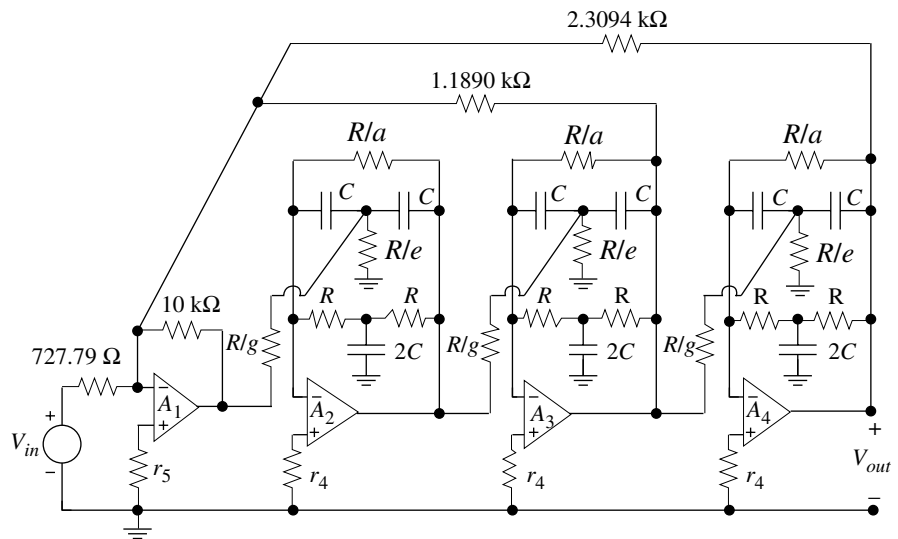 2.3094 kΩ
1.1890 kΩ
R/a R/a R/a
C C C C C C
R/e R/e R/e
10 kΩ
R R R R R R
727.79 Ω
R/g R/g R/g
2C 2C 2C
− − − −
A1 A2 A3 A4
+ + + +
+
Vin
−
r5 r4 r4 r4
+
Vout
−